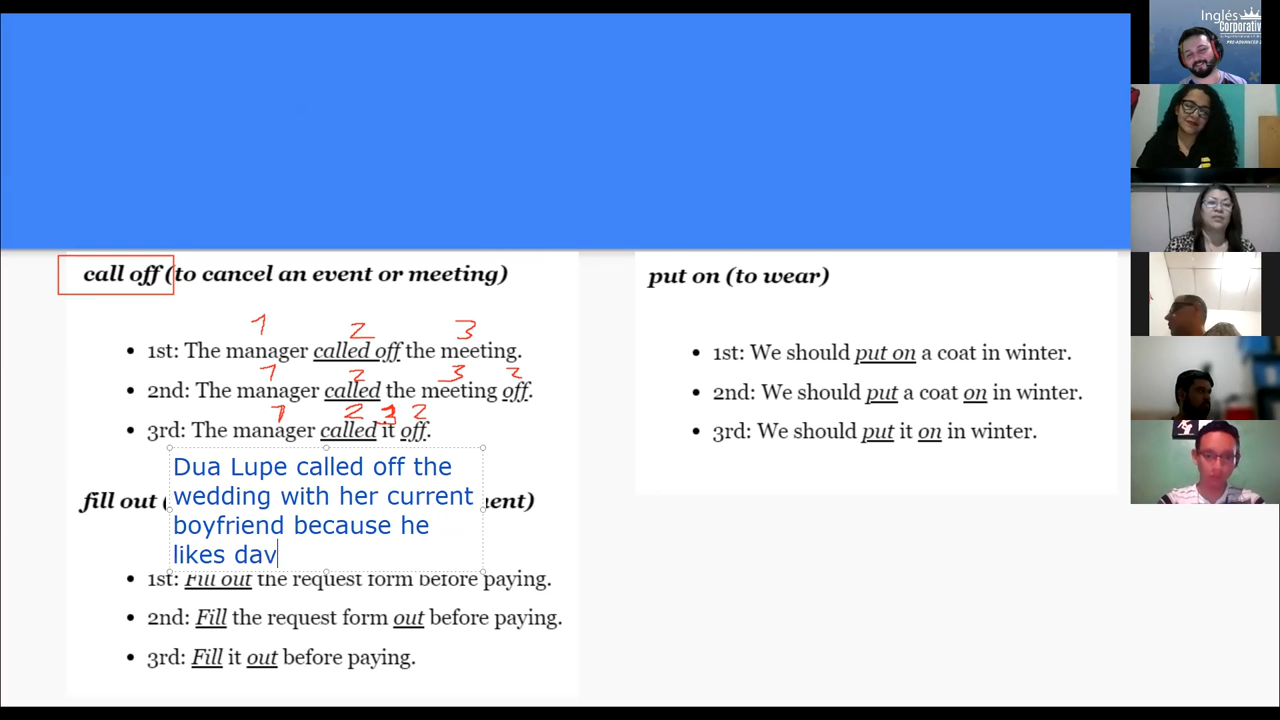 Inglés
Corporativo
PRE-ADVANCED
call off (to cancel an event or meeting)
1 2 3
1st: The manager called off the meeting.
1 2 3 2
2nd: The manager called the meeting off.
1 2 3 2
3rd: The manager called it off.
Dua Lupe called off the
wedding with her current
boyfriend because he
likes dav
fill out (
ent)
1st: Fill out the request form before paying.
2nd: Fill the request form out before paying.
3rd: Fill it out before paying.
put on (to wear)
1st: We should put on a coat in winter.
2nd: We should put a coat on in winter.
3rd: We should put it on in winter.